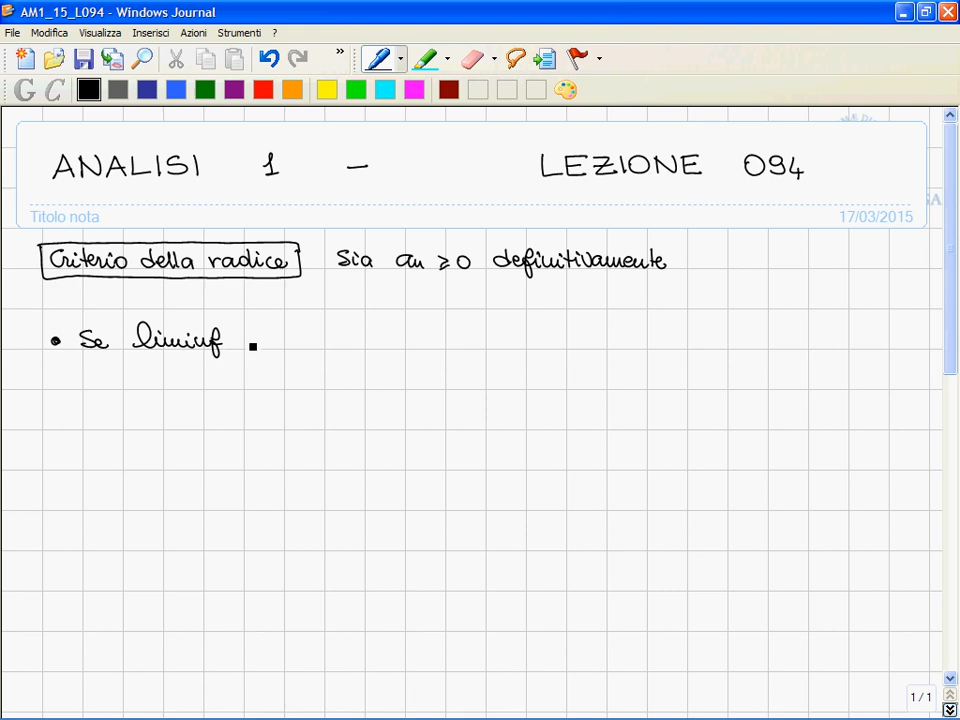 AM1_15_L094 - Windows Journal
File Modifica Visualizza Inserisci Azioni Strumenti ?
G C
ANALISI 1 - LEZIONE 094
Titolo nota 17/03/2015
Criterio della radice Sia an ≥ 0 definitivamente
• Se liminf
1 / 1